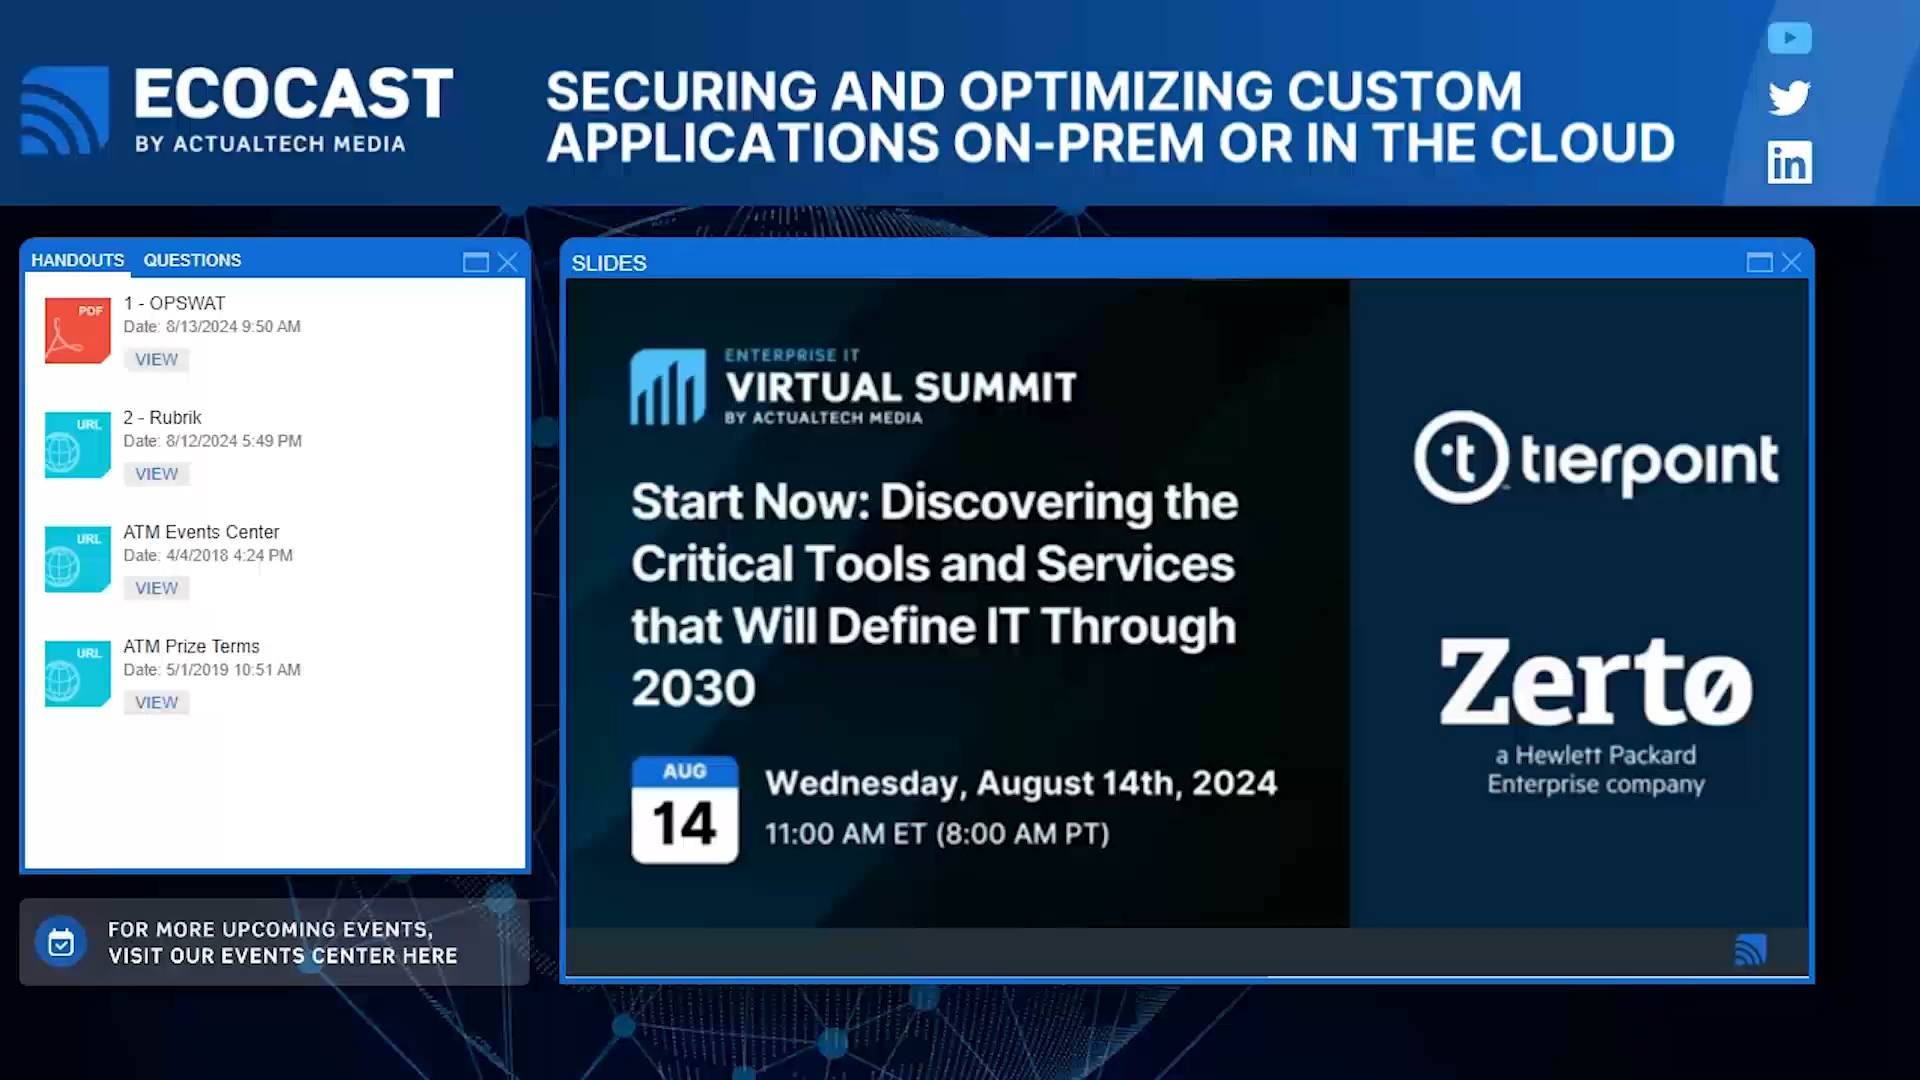 ECOCAST
BY ACTUALTECH MEDIA
SECURING AND OPTIMIZING CUSTOM
APPLICATIONS ON-PREM OR IN THE CLOUD
in
HANDOUTS QUESTIONS
PDF
1 - OPSWAT
Date: 8/13/2024 9:50 AM
VIEW
URL
2 - Rubrik
Date: 8/12/2024 5:49 PM
VIEW
URL
ATM Events Center
Date: 4/4/2018 4:24 PM
VIEW
URL
ATM Prize Terms
Date: 5/1/2019 10:51 AM
VIEW
FOR MORE UPCOMING EVENTS,
VISIT OUR EVENTS CENTER HERE
SLIDES
ENTERPRISE IT
VIRTUAL SUMMIT
BY ACTUALTECH MEDIA
Start Now: Discovering the
Critical Tools and Services
that Will Define IT Through
2030
AUG
14
Wednesday, August 14th, 2024
11:00 AM ET (8:00 AM PT)
t tierpoint
Zerto
a Hewlett Packard
Enterprise company